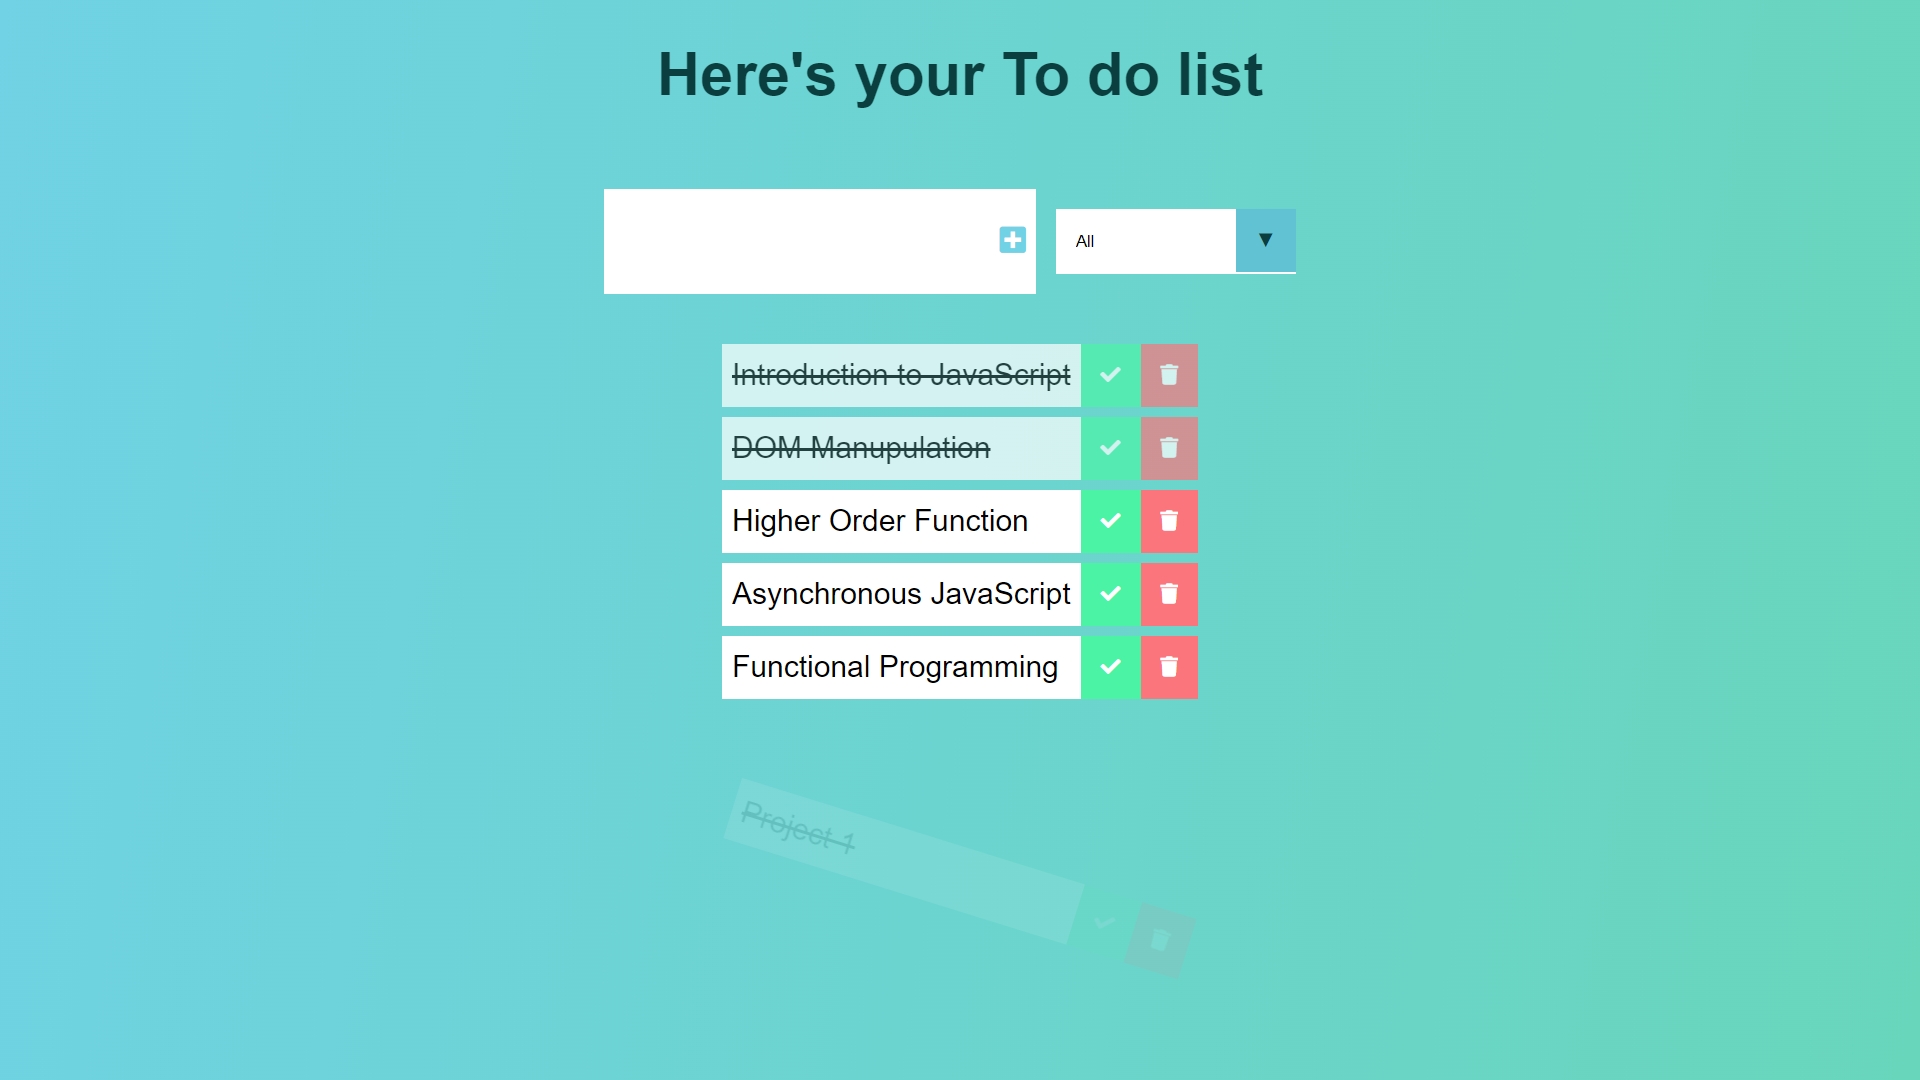 Here's your To do list
All
Introduction to JavaScript
DOM Manupulation
Higher Order Function
Asynchronous JavaScript
Functional Programming
Project 1